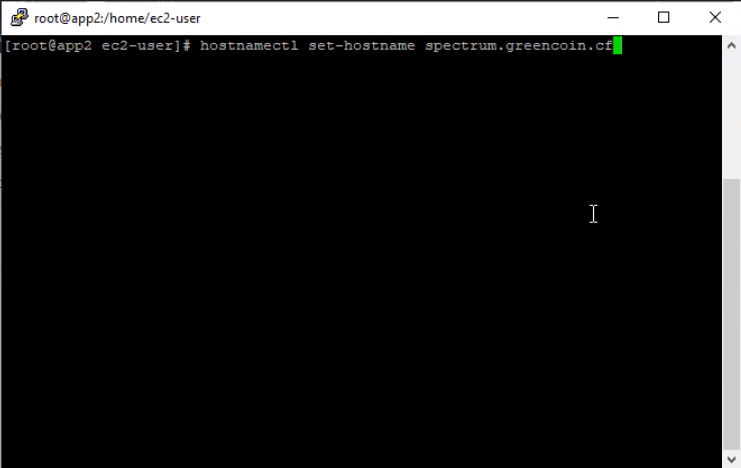 root@app2:/home/ec2-user
[root@app2 ec2-user]# hostnamectl set-hostname spectrum.greencoin.cf